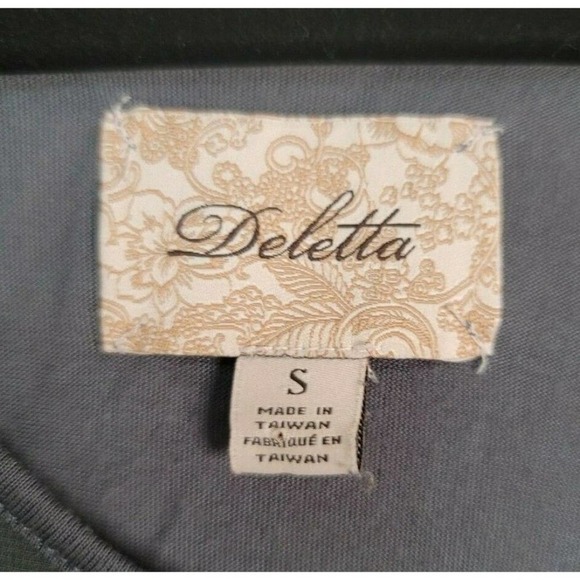 Deletta
S
MADE IN
TAIWAN
FABRIQUÉ EN
TAIWAN